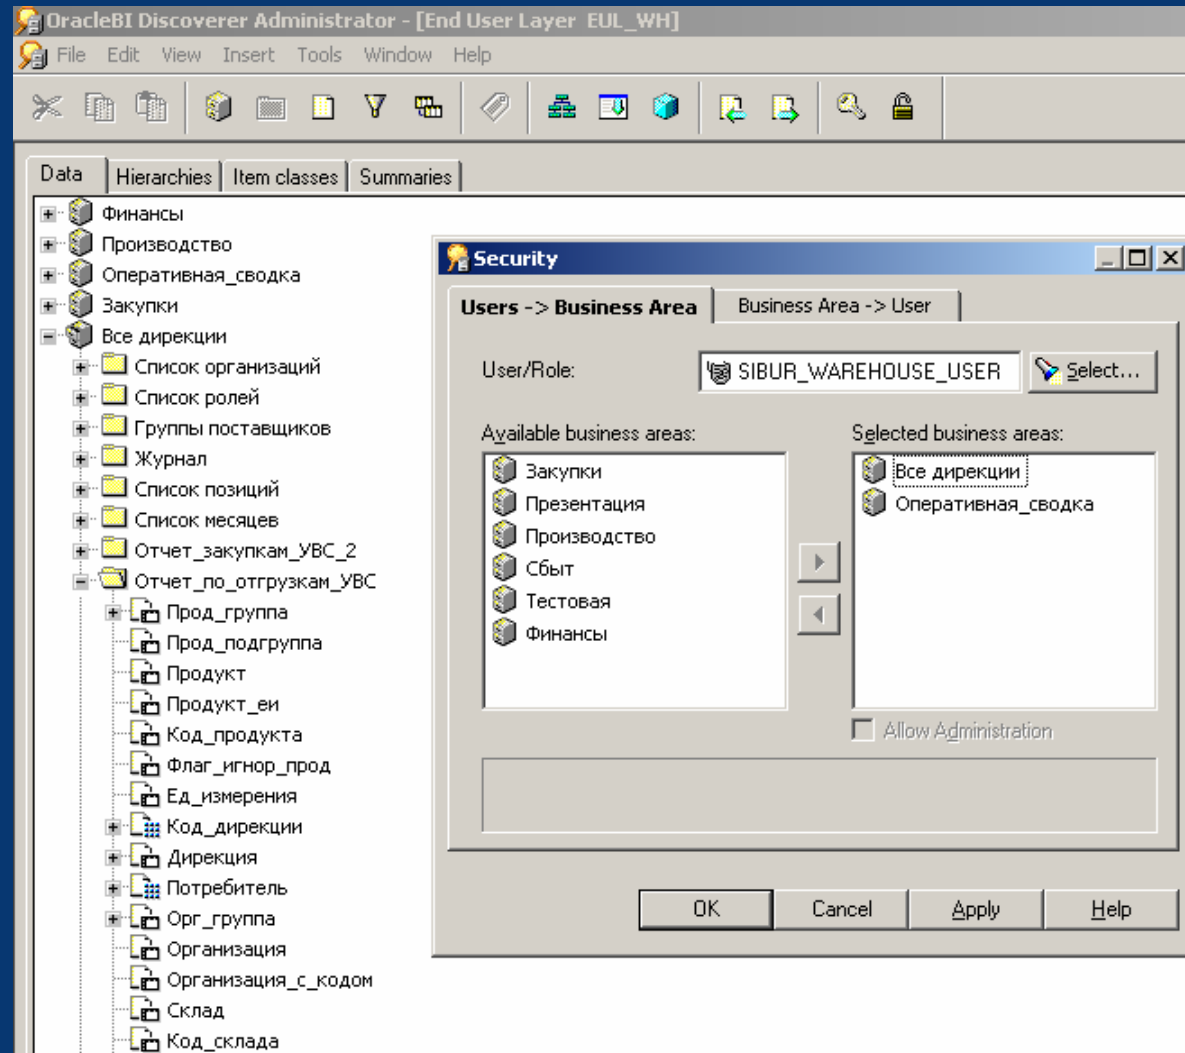 OracleBI Discoverer Administrator - [End User Layer EUL_WH]
File Edit View Insert Tools Window Help
Data Hierarchies Item classes Summaries
Финансы
Производство
Оперативная_сводка
Закупки
Все дирекции
Список организаций
Список ролей
Группы поставщиков
Журнал
Список позиций
Список месяцев
Отчет_закупкам_УВС_2
Отчет_по_отгрузкам_УВС
Прод_группа
Прод_подгруппа
Продукт
Продукт_еи
Код_продукта
Флаг_игнор_прод
Ед_измерения
Код_дирекции
Дирекция
Потребитель
Орг_группа
Организация
Организация_с_кодом
Склад
Код_склада
Security
Users -> Business Area Business Area -> User
User/Role: SIBUR_WAREHOUSE_USER Select...
Available business areas: Selected business areas:
Закупки Все дирекции
Презентация Оперативная_сводка
Производство
Сбыт
Тестовая
Финансы
Allow Administration
OK Cancel Apply Help